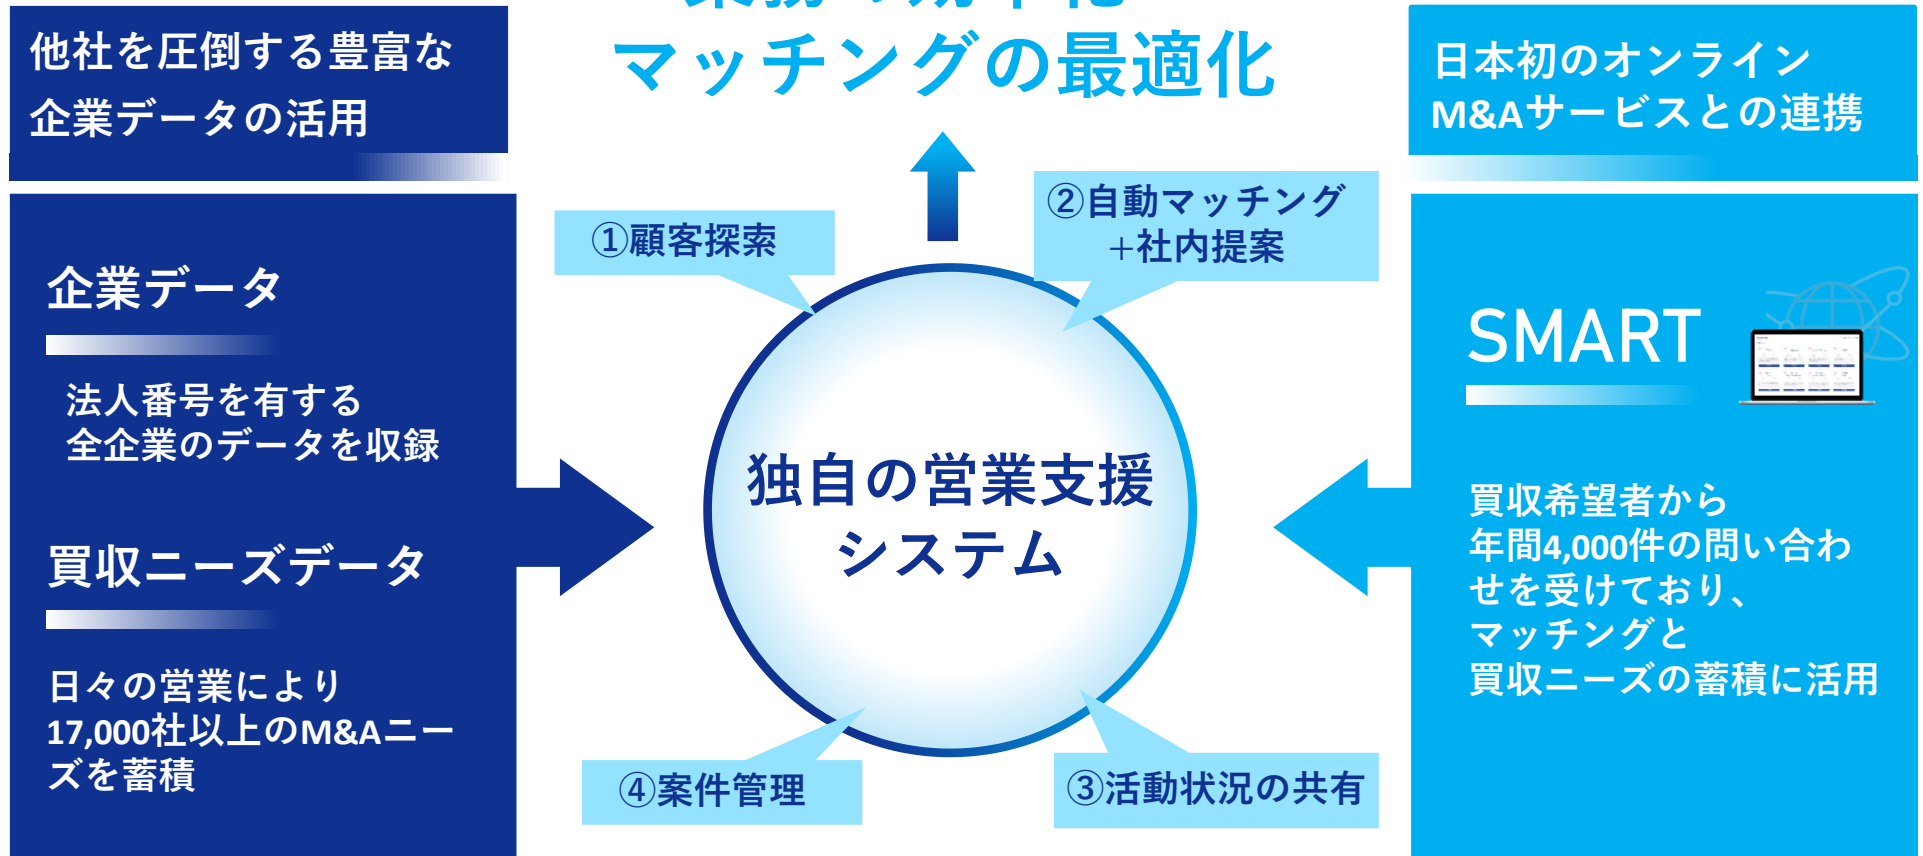 他社を圧倒する豊富な
企業データの活用
企業データ
法人番号を有する
全企業のデータを収録
買収ニーズデータ
日々の営業により
17,000社以上のM&Aニー
ズを蓄積
業務の効率化
マッチングの最適化
①顧客探索
②自動マッチング
+社内提案
独自の営業支援
システム
④案件管理
③活動状況の共有
日本初のオンライン
M&Aサービスとの連携
SMART
買収希望者から
年間4,000件の問い合わ
せを受けており、
マッチングと
買収ニーズの蓄積に活用